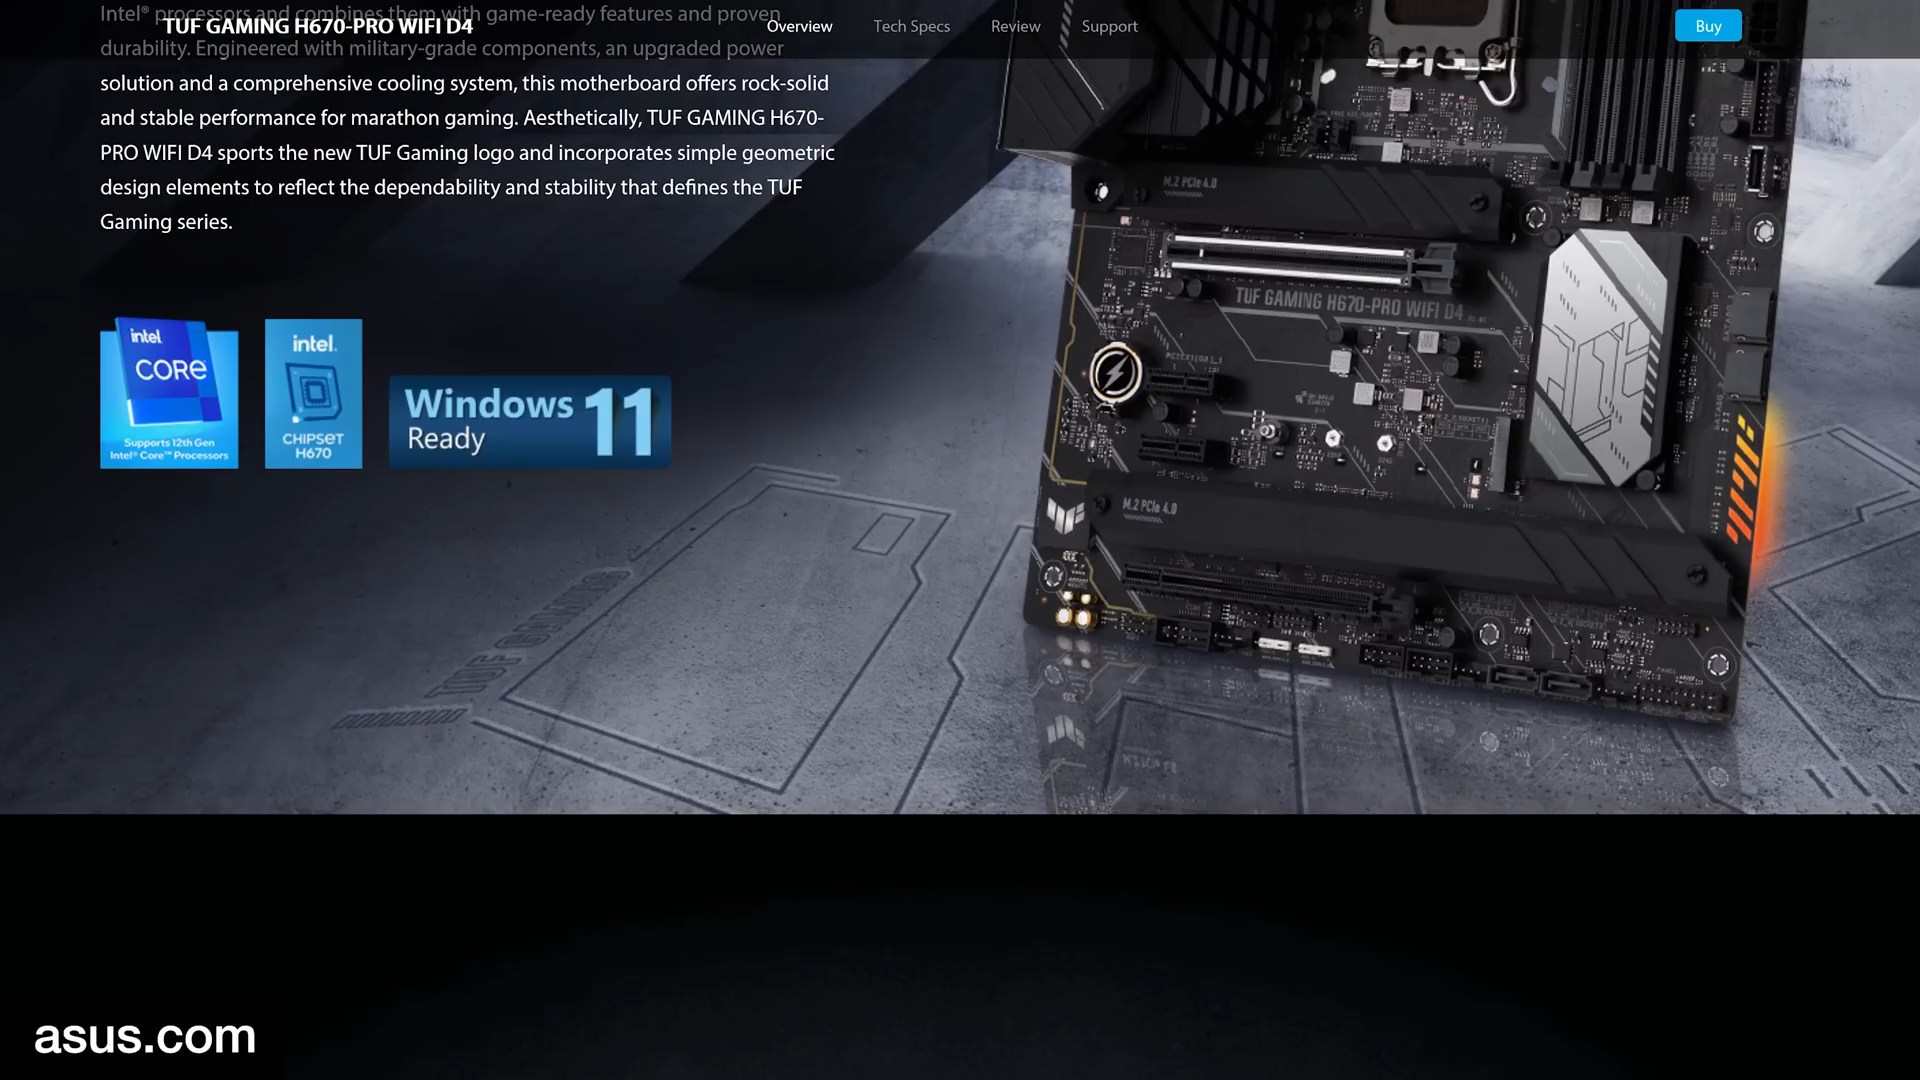 Intel® processors and combines them with game-ready features and proven
TUF GAMING H670-PRO WIFI D4
Overview
Tech Specs
Review
Support
Buy
durability. Engineered with military-grade components, an upgraded power
solution and a comprehensive cooling system, this motherboard offers rock-solid
and stable performance for marathon gaming. Aesthetically, TUF GAMING H670-
PRO WIFI D4 sports the new TUF Gaming logo and incorporates simple geometric
design elements to reflect the dependability and stability that defines the TUF
Gaming series.
intel
CORE
Supports 12th Gen
Intel® Core™ Processors
intel.
CHIPSET
H670
Windows 11
Ready
M.2 PCIe 4.0
TUF GAMING H670-PRO WIFI D4
M.2 PCIe 4.0
TUF GAMING
asus.com